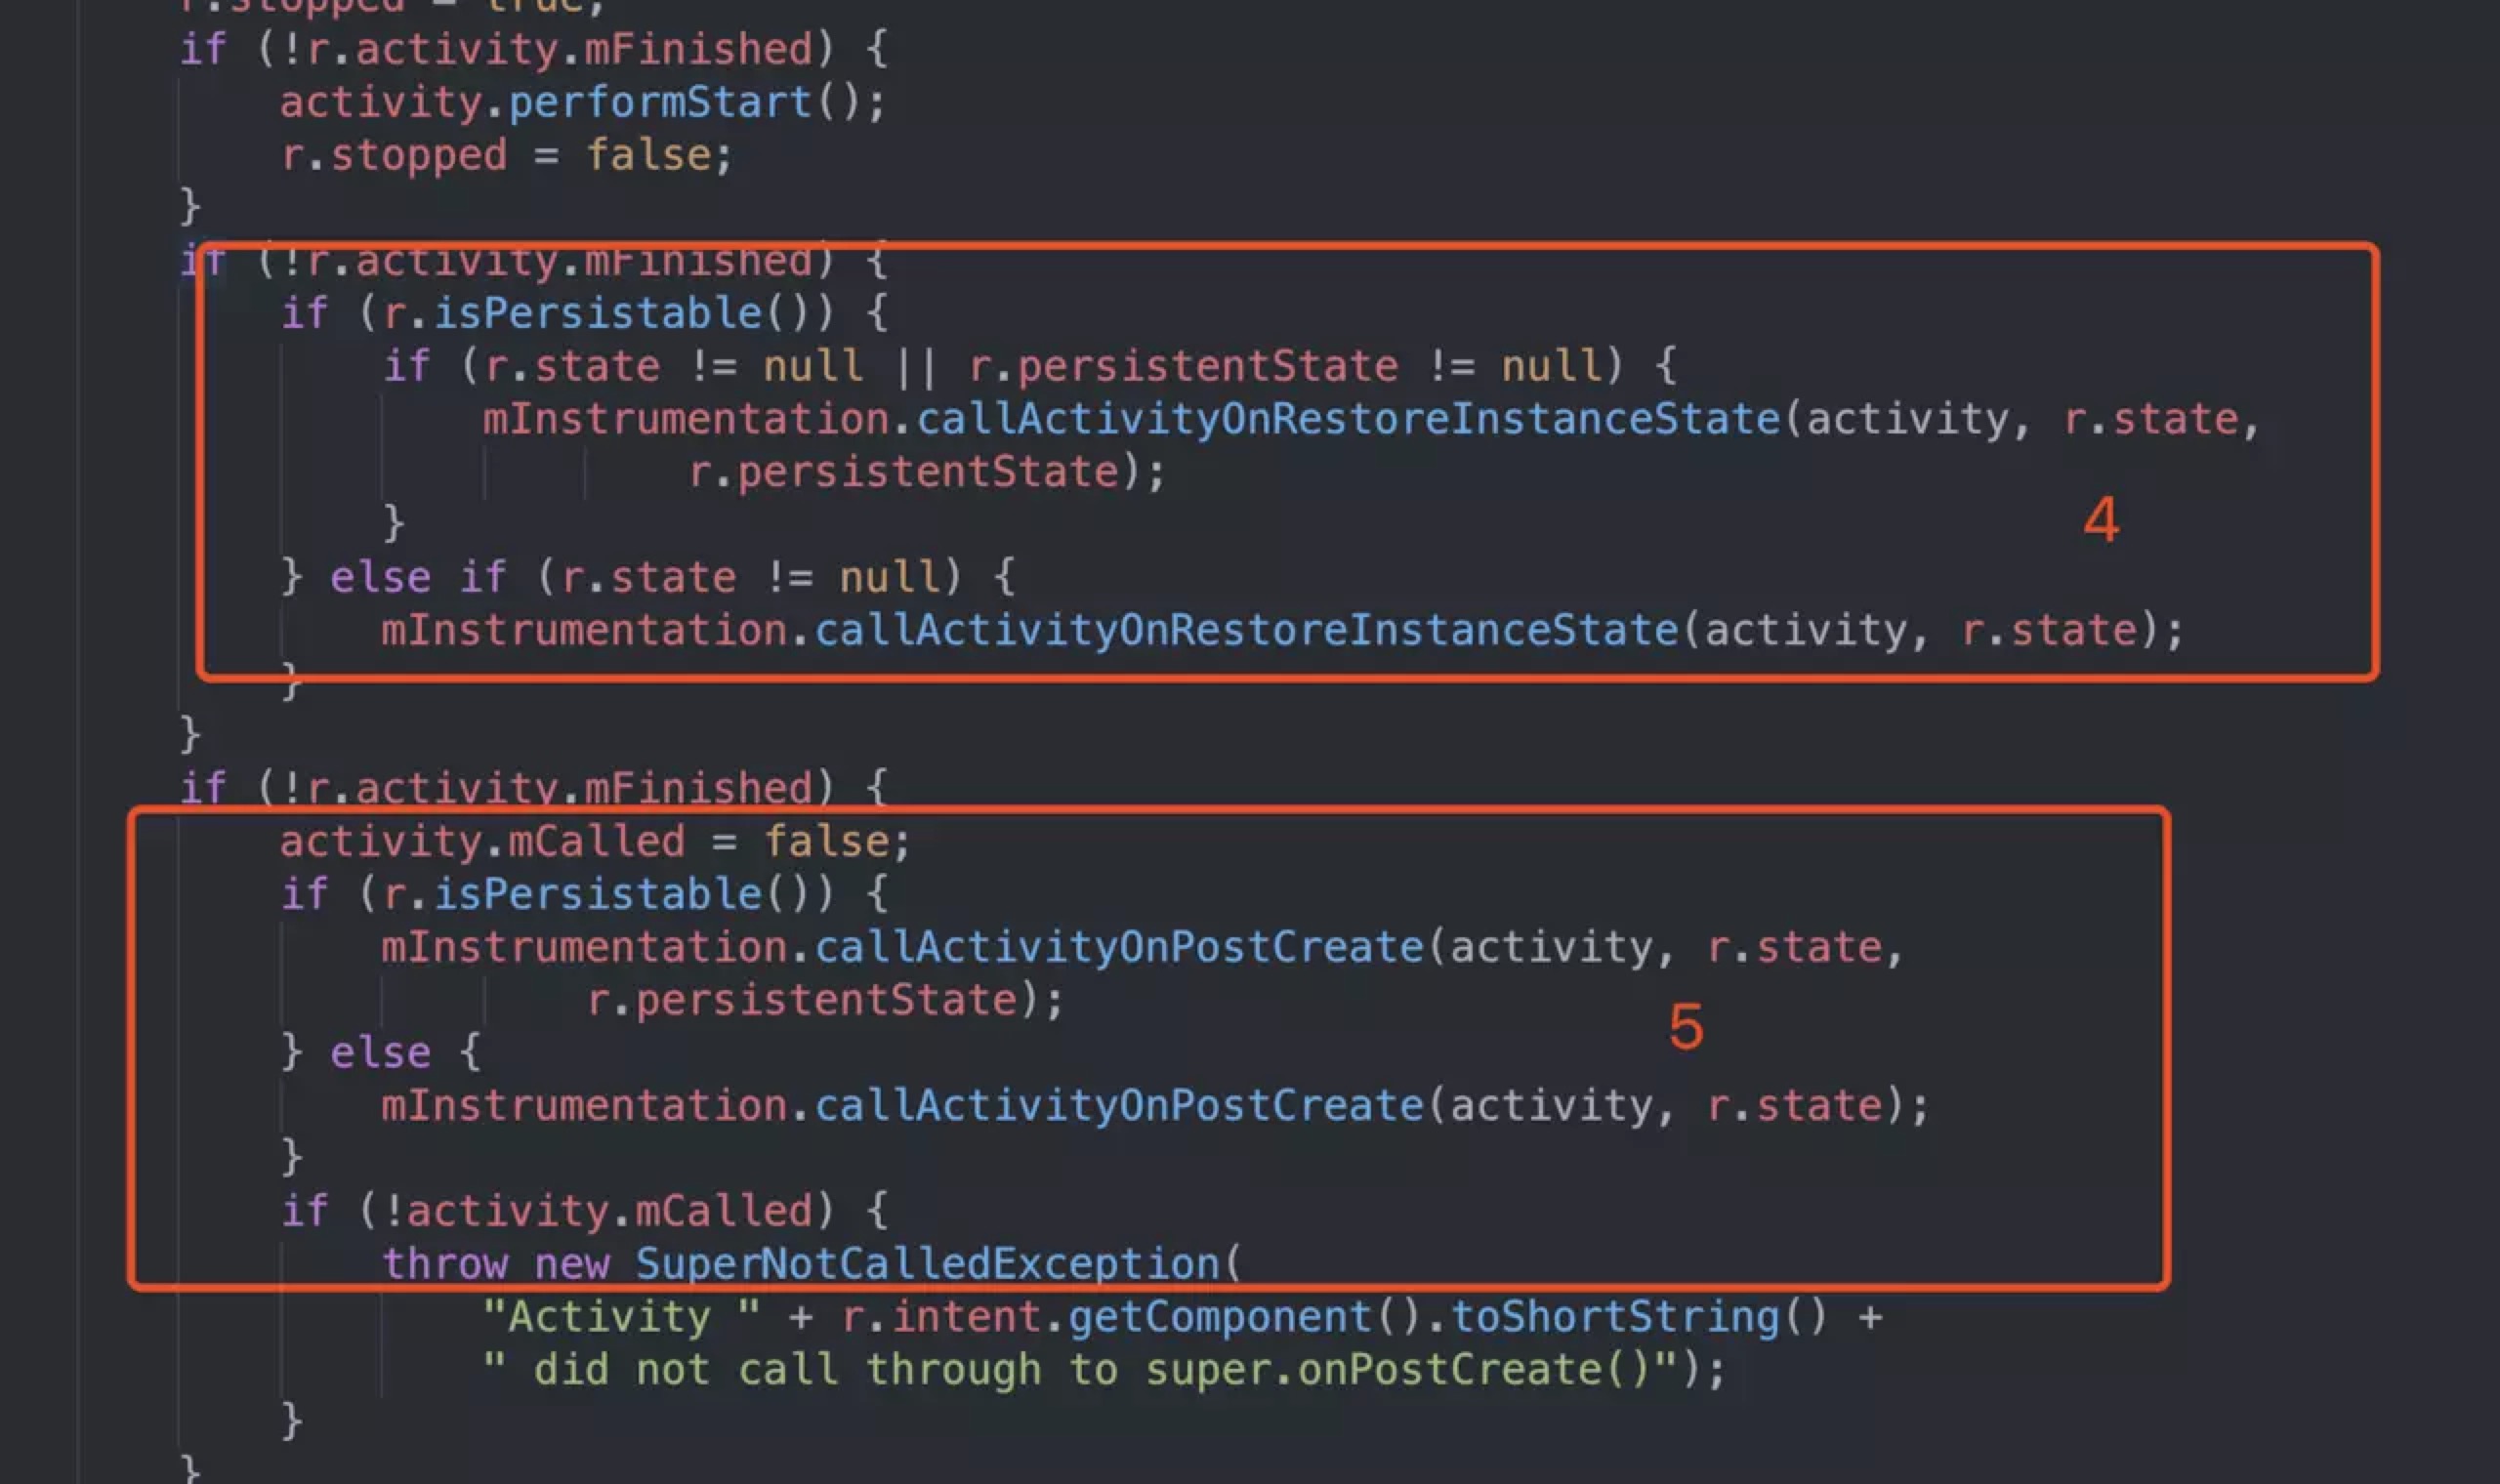 r.stopped = true;
if (!r.activity.mFinished) {
activity.performStart();
r.stopped = false;
}
if (!r.activity.mFinished) {
if (r.isPersistable()) {
if (r.state != null || r.persistentState != null) {
mInstrumentation.callActivityOnRestoreInstanceState(activity, r.state,
r.persistentState);
4
}
} else if (r.state != null) {
mInstrumentation.callActivityOnRestoreInstanceState(activity, r.state);
}
}
if (!r.activity.mFinished) {
activity.mCalled = false;
if (r.isPersistable()) {
mInstrumentation.callActivityOnPostCreate(activity, r.state,
r.persistentState);
5
} else {
mInstrumentation.callActivityOnPostCreate(activity, r.state);
}
if (!activity.mCalled) {
throw new SuperNotCalledException(
"Activity " + r.intent.getComponent().toShortString() +
" did not call through to super.onPostCreate()");
}
}